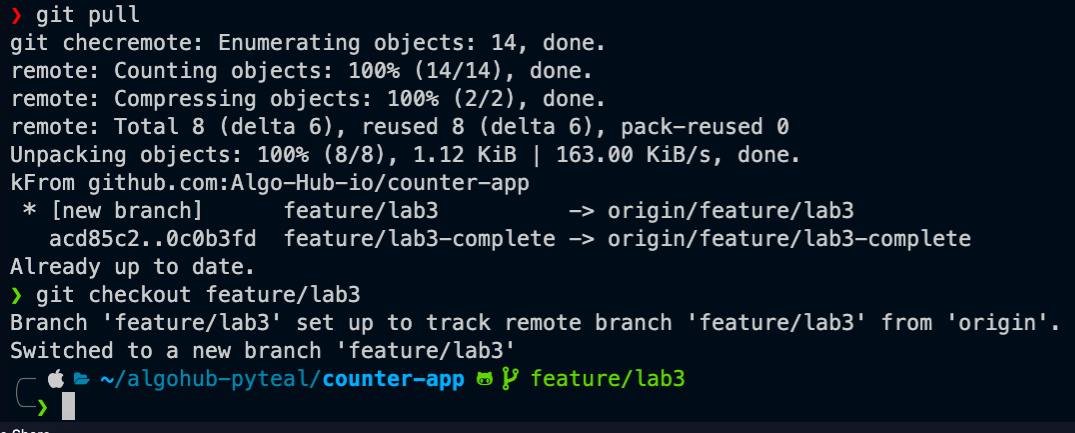 ❯ git pull
git checremote: Enumerating objects: 14, done.
remote: Counting objects: 100% (14/14), done.
remote: Compressing objects: 100% (2/2), done.
remote: Total 8 (delta 6), reused 8 (delta 6), pack-reused 0
Unpacking objects: 100% (8/8), 1.12 KiB | 163.00 KiB/s, done.
kFrom github.com:Algo-Hub-io/counter-app
 * [new branch]      feature/lab3          -> origin/feature/lab3
   acd85c2..0c0b3fd  feature/lab3-complete -> origin/feature/lab3-complete
Already up to date.
❯ git checkout feature/lab3
Branch 'feature/lab3' set up to track remote branch 'feature/lab3' from 'origin'.
Switched to a new branch 'feature/lab3'
~/algohub-pyteal/counter-app feature/lab3
❯